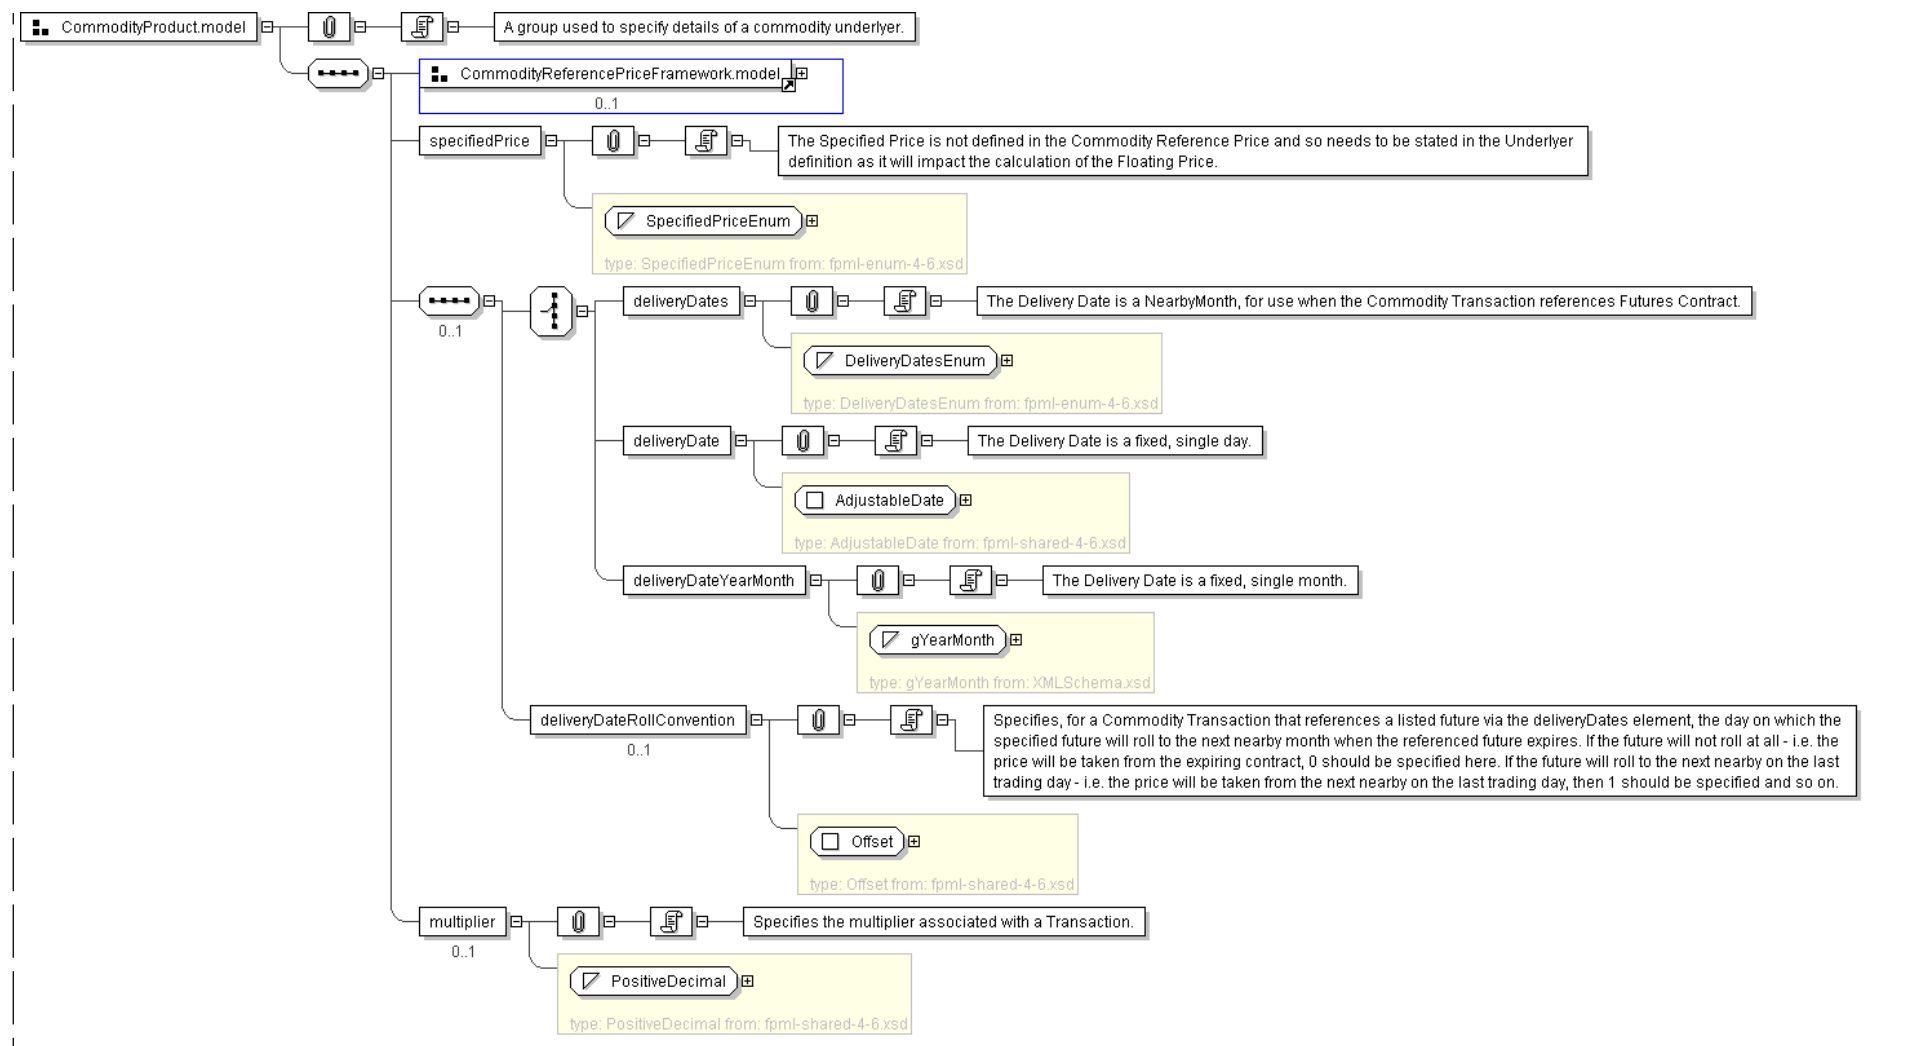 CommodityProduct.model
A group used to specify details of a commodity underlyer.
CommodityReferencePriceFramework.model
0..1
specifiedPrice
The Specified Price is not defined in the Commodity Reference Price and so needs to be stated in the Underlyer
definition as it will impact the calculation of the Floating Price.
SpecifiedPriceEnum
type: SpecifiedPriceEnum from: fpml-enum-4-6.xsd
0..1
deliveryDates
The Delivery Date is a NearbyMonth, for use when the Commodity Transaction references Futures Contract.
DeliveryDatesEnum
type: DeliveryDatesEnum from: fpml-enum-4-6.xsd
deliveryDate
The Delivery Date is a fixed, single day.
AdjustableDate
type: AdjustableDate from: fpml-shared-4-6.xsd
deliveryDateYearMonth
The Delivery Date is a fixed, single month.
gYearMonth
type: gYearMonth from: XMLSchema.xsd
deliveryDateRollConvention
0..1
Specifies, for a Commodity Transaction that references a listed future via the deliveryDates element, the day on which the
specified future will roll to the next nearby month when the referenced future expires. If the future will not roll at all - i.e. the
price will be taken from the expiring contract, 0 should be specified here. If the future will roll to the next nearby on the last
trading day - i.e. the price will be taken from the next nearby on the last trading day, then 1 should be specified and so on.
Offset
type: Offset from: fpml-shared-4-6.xsd
multiplier
0..1
Specifies the multiplier associated with a Transaction.
PositiveDecimal
type: PositiveDecimal from: fpml-shared-4-6.xsd